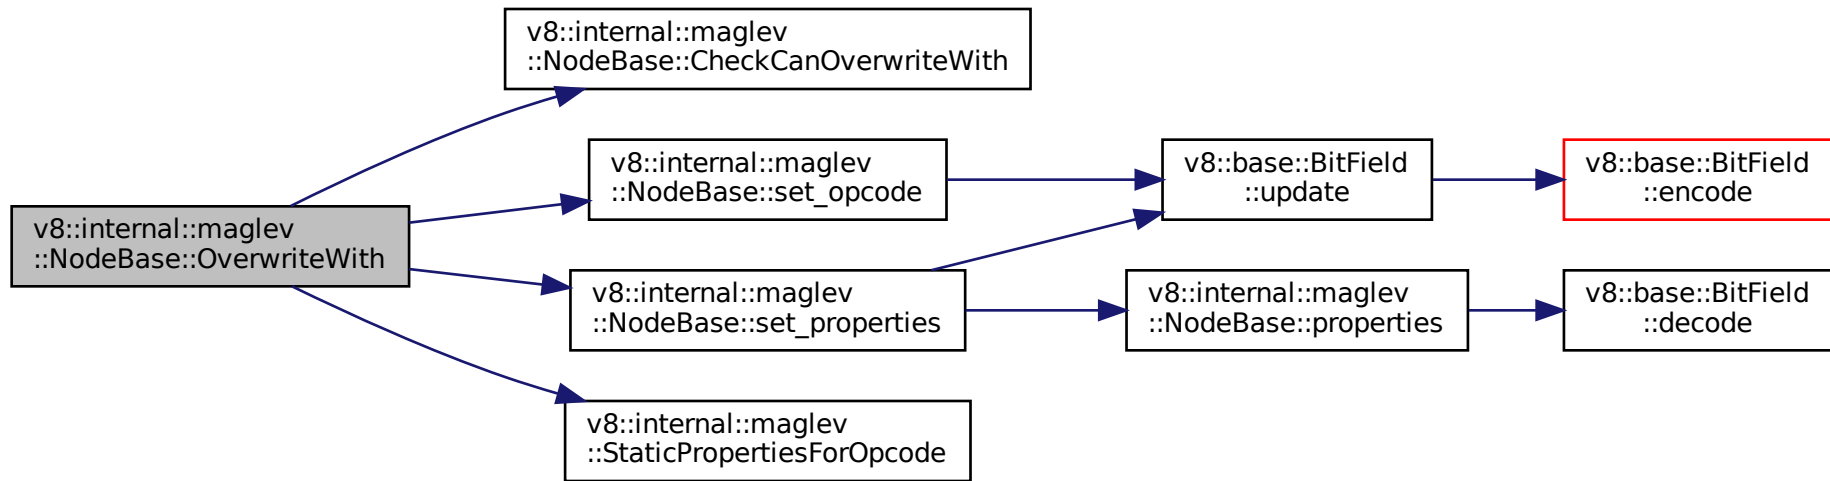 v8::internal::maglev
::NodeBase::CheckCanOverwriteWith
v8::internal::maglev
::NodeBase::set_opcode
v8::base::BitField
::update
v8::base::BitField
::encode
v8::internal::maglev
::NodeBase::OverwriteWith
v8::internal::maglev
::NodeBase::set_properties
v8::internal::maglev
::NodeBase::properties
v8::base::BitField
::decode
v8::internal::maglev
::StaticPropertiesForOpcode